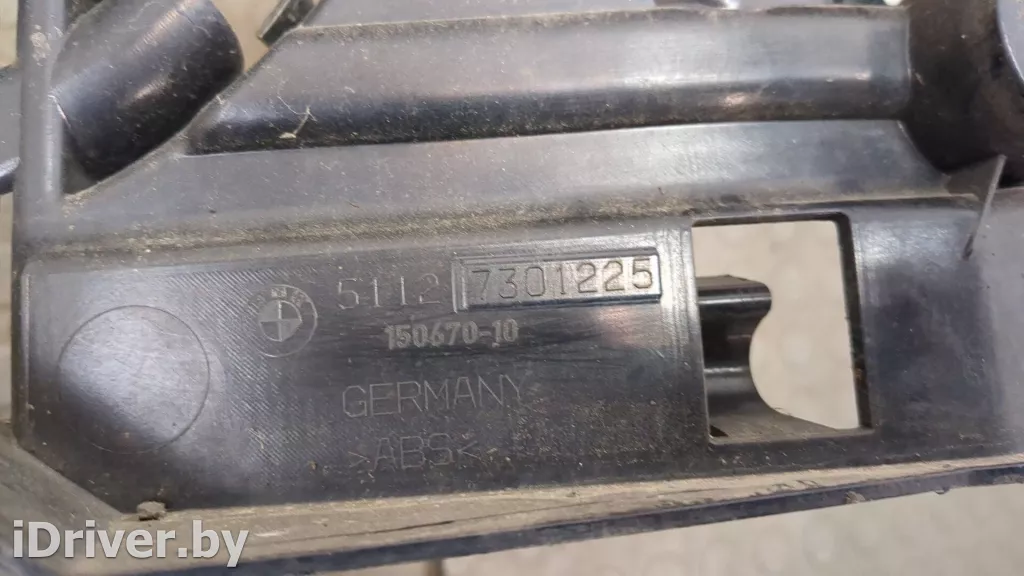 5112 7301225
150670-10
GERMANY
>ABS<
iDriver.by